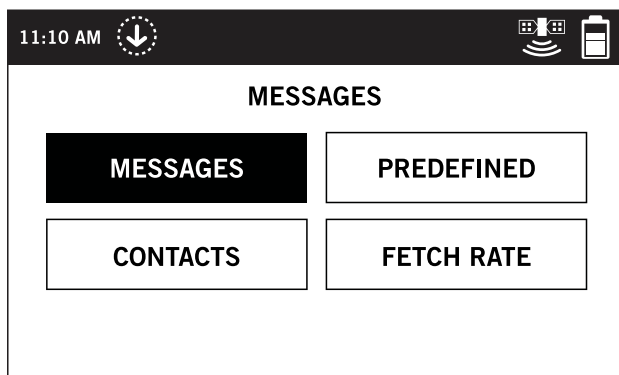 11:10 AM
MESSAGES
MESSAGES PREDEFINED
CONTACTS FETCH RATE